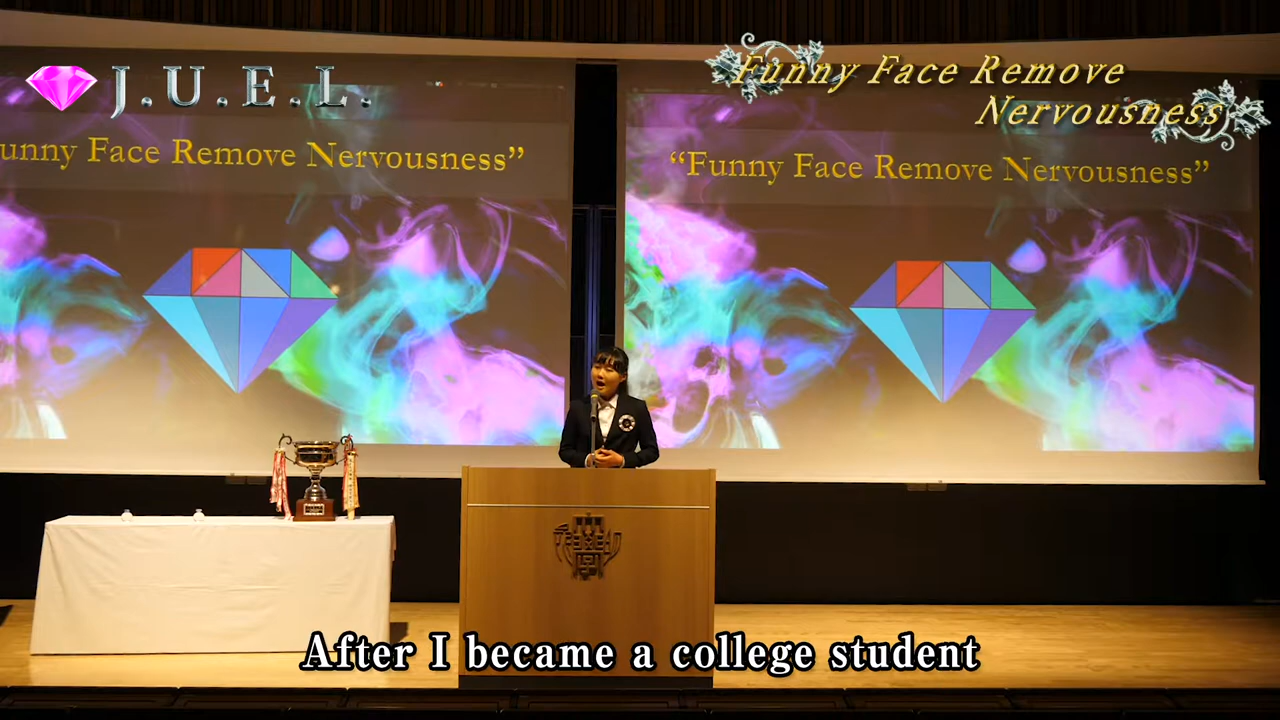 J.U.E.L.
Funny Face Remove
Nervousness
unny Face Remove Nervousness”
“Funny Face Remove Nervousness”
After I became a college student